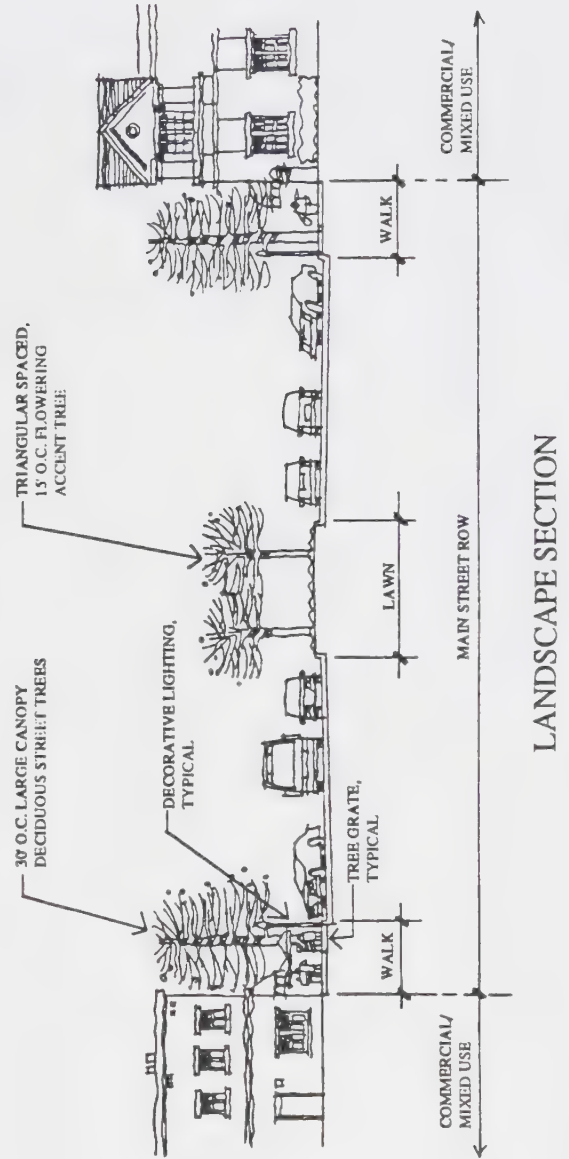 30' O.C. LARGE CANOPY
DECIDUOUS STREET TREES
TRIANGULAR SPACED,
15' O.C. FLOWERING
ACCENT TREE
DECORATIVE LIGHTING,
TYPICAL
TREE GRATE,
TYPICAL
WALK
LAWN
WALK
COMMERCIAL/
MIXED USE
MAIN STREET ROW
COMMERCIAL/
MIXED USE
LANDSCAPE SECTION